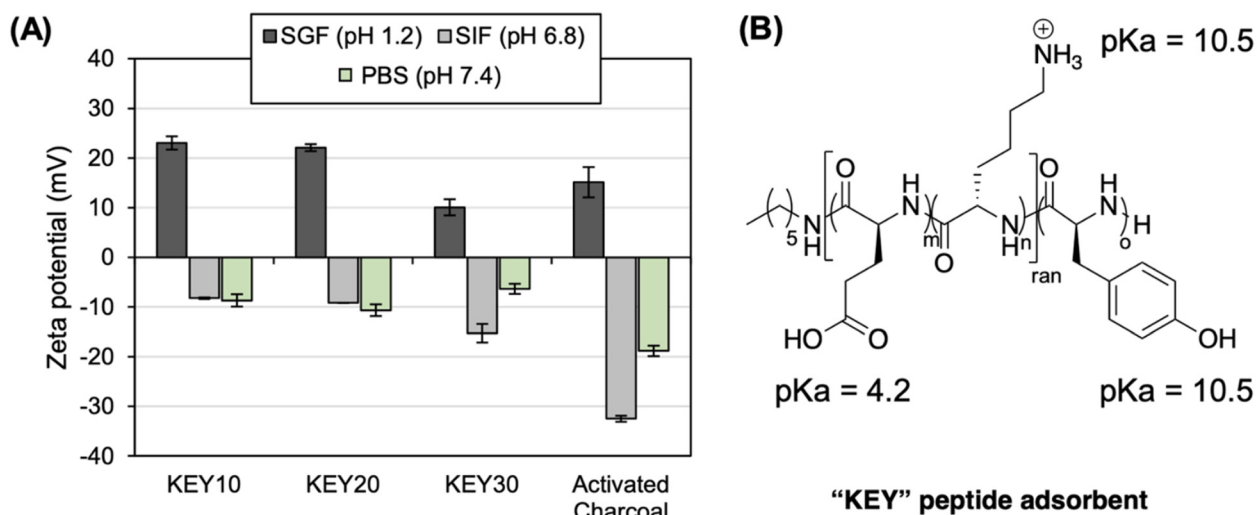 (A)
SGF (pH 1.2) SIF (pH 6.8)
PBS (pH 7.4)
Zeta potential (mV)
40
30
20
10
0
-10
-20
-30
-40
KEY10 KEY20 KEY30 Activated
Charcoal
(B)
+
NH3
pKa = 10.5
O H O H
N N
5 N m n o H
H O H
ran
HO O OH
pKa = 4.2 pKa = 10.5
“KEY” peptide adsorbent